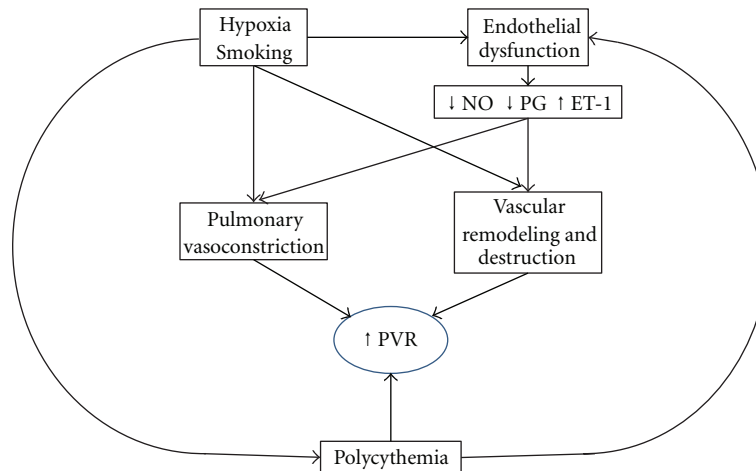 Hypoxia
Smoking
Endothelial
dysfunction
↓ NO ↓ PG ↑ ET-1
Pulmonary
vasoconstriction
Vascular
remodeling and
destruction
↑ PVR
Polycythemia